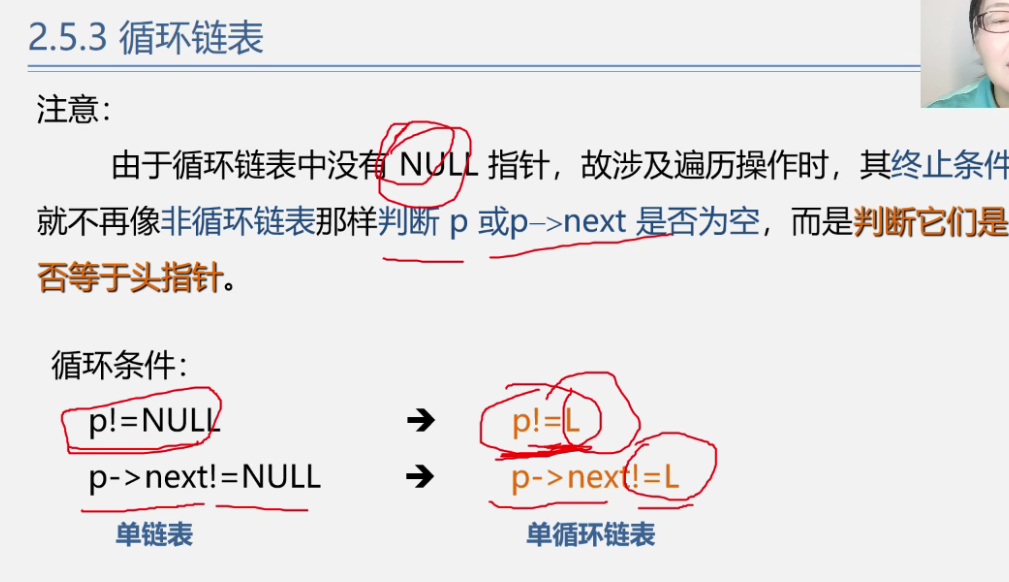 2.5.3 循环链表
注意：
由于循环链表中没有 NULL 指针，故涉及遍历操作时，其终止条件
就不再像非循环链表那样判断 p 或p–>next 是否为空，而是判断它们是
否等于头指针。
循环条件：
p!=NULL ➔ p!=L
p->next!=NULL ➔ p->next!=L
单链表 单循环链表